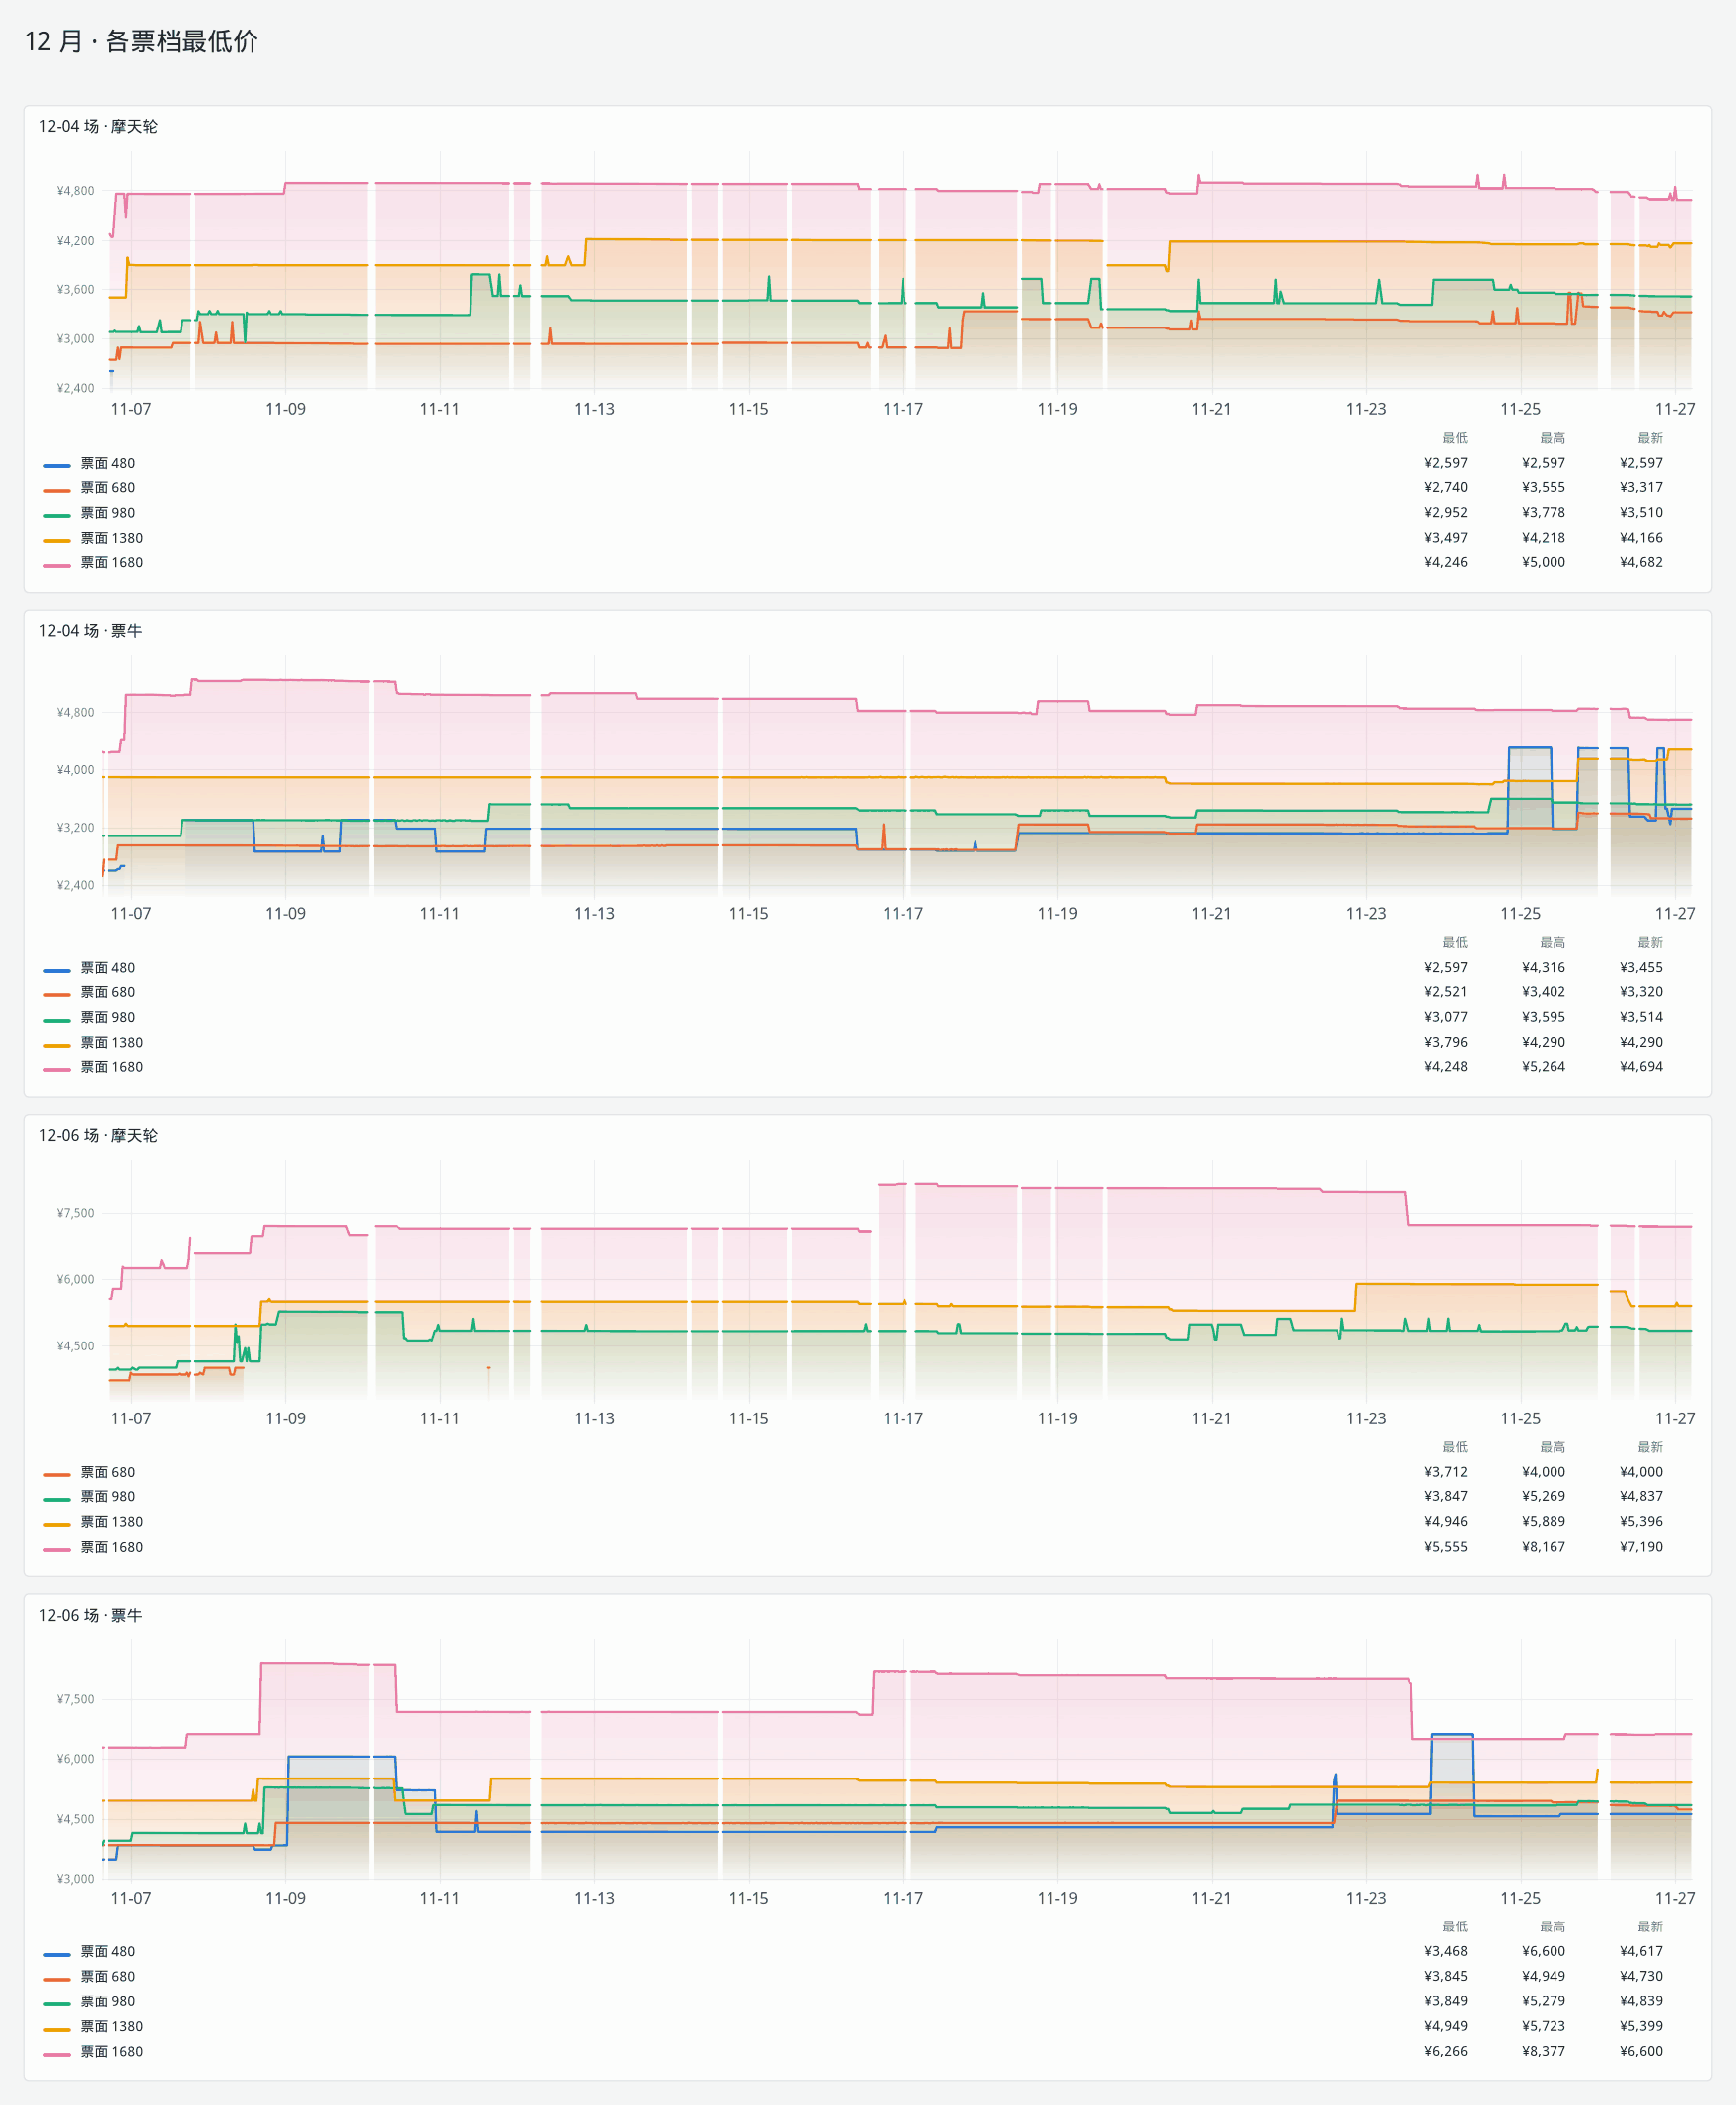 12 月 · 各票档最低价
12-04 场 · 摩天轮
¥4,800
¥4,200
¥3,600
¥3,000
¥2,400
11-07 11-09 11-11 11-13 11-15 11-17 11-19 11-21 11-23 11-25 11-27
最低 最高 最新
票面 480 ¥2,597 ¥2,597 ¥2,597
票面 680 ¥2,740 ¥3,555 ¥3,317
票面 980 ¥2,952 ¥3,778 ¥3,510
票面 1380 ¥3,497 ¥4,218 ¥4,166
票面 1680 ¥4,246 ¥5,000 ¥4,682
12-04 场 · 票牛
¥4,800
¥4,000
¥3,200
¥2,400
11-07 11-09 11-11 11-13 11-15 11-17 11-19 11-21 11-23 11-25 11-27
最低 最高 最新
票面 480 ¥2,597 ¥4,316 ¥3,455
票面 680 ¥2,521 ¥3,402 ¥3,320
票面 980 ¥3,077 ¥3,595 ¥3,514
票面 1380 ¥3,796 ¥4,290 ¥4,290
票面 1680 ¥4,248 ¥5,264 ¥4,694
12-06 场 · 摩天轮
¥7,500
¥6,000
¥4,500
11-07 11-09 11-11 11-13 11-15 11-17 11-19 11-21 11-23 11-25 11-27
最低 最高 最新
票面 680 ¥3,712 ¥4,000 ¥4,000
票面 980 ¥3,847 ¥5,269 ¥4,837
票面 1380 ¥4,946 ¥5,889 ¥5,396
票面 1680 ¥5,555 ¥8,167 ¥7,190
12-06 场 · 票牛
¥7,500
¥6,000
¥4,500
¥3,000
11-07 11-09 11-11 11-13 11-15 11-17 11-19 11-21 11-23 11-25 11-27
最低 最高 最新
票面 480 ¥3,468 ¥6,600 ¥4,617
票面 680 ¥3,845 ¥4,949 ¥4,730
票面 980 ¥3,849 ¥5,279 ¥4,839
票面 1380 ¥4,949 ¥5,723 ¥5,399
票面 1680 ¥6,266 ¥8,377 ¥6,600